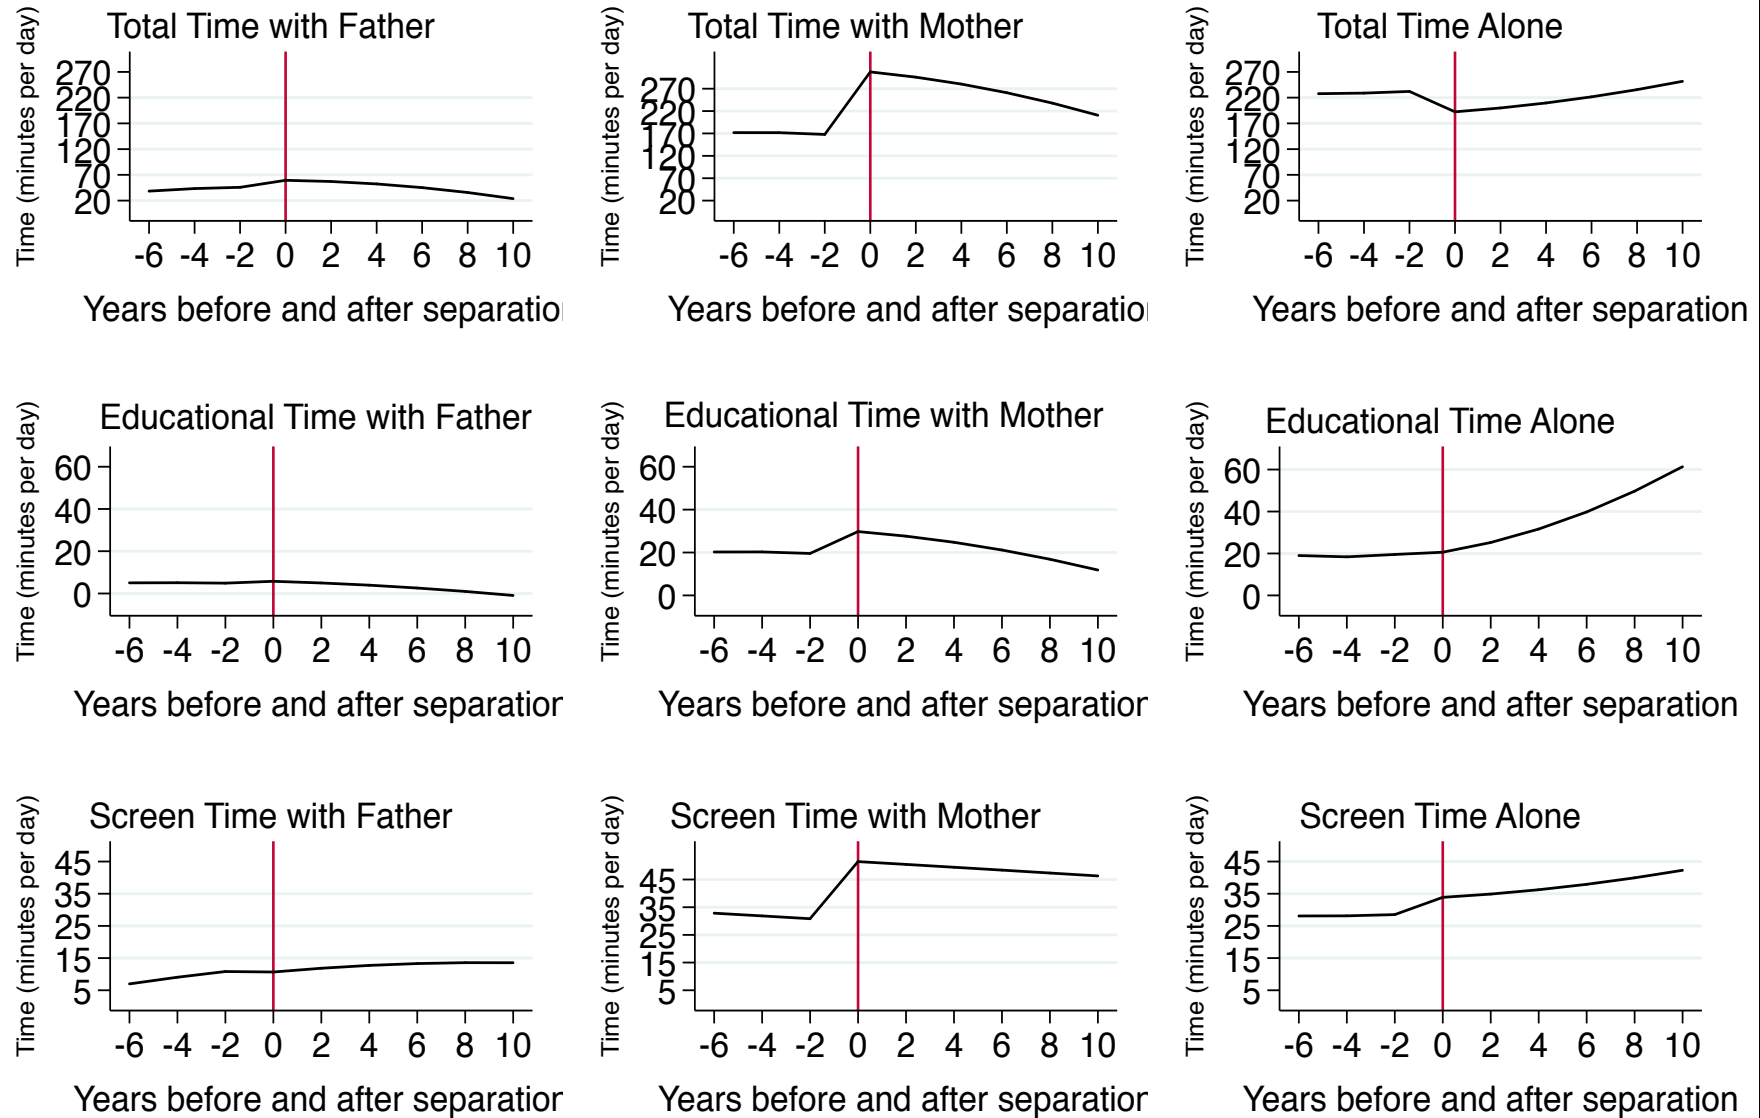 Total Time with Father
Time (minutes per day)
270
220
170
120
70
20
-6 -4 -2 0 2 4 6 8 10
Years before and after separation
Total Time with Mother
Time (minutes per day)
270
220
170
120
70
20
-6 -4 -2 0 2 4 6 8 10
Years before and after separation
Total Time Alone
Time (minutes per day)
270
220
170
120
70
20
-6 -4 -2 0 2 4 6 8 10
Years before and after separation
Educational Time with Father
Time (minutes per day)
60
40
20
0
-6 -4 -2 0 2 4 6 8 10
Years before and after separation
Educational Time with Mother
Time (minutes per day)
60
40
20
0
-6 -4 -2 0 2 4 6 8 10
Years before and after separation
Educational Time Alone
Time (minutes per day)
60
40
20
0
-6 -4 -2 0 2 4 6 8 10
Years before and after separation
Screen Time with Father
Time (minutes per day)
45
35
25
15
5
-6 -4 -2 0 2 4 6 8 10
Years before and after separation
Screen Time with Mother
Time (minutes per day)
45
35
25
15
5
-6 -4 -2 0 2 4 6 8 10
Years before and after separation
Screen Time Alone
Time (minutes per day)
45
35
25
15
5
-6 -4 -2 0 2 4 6 8 10
Years before and after separation